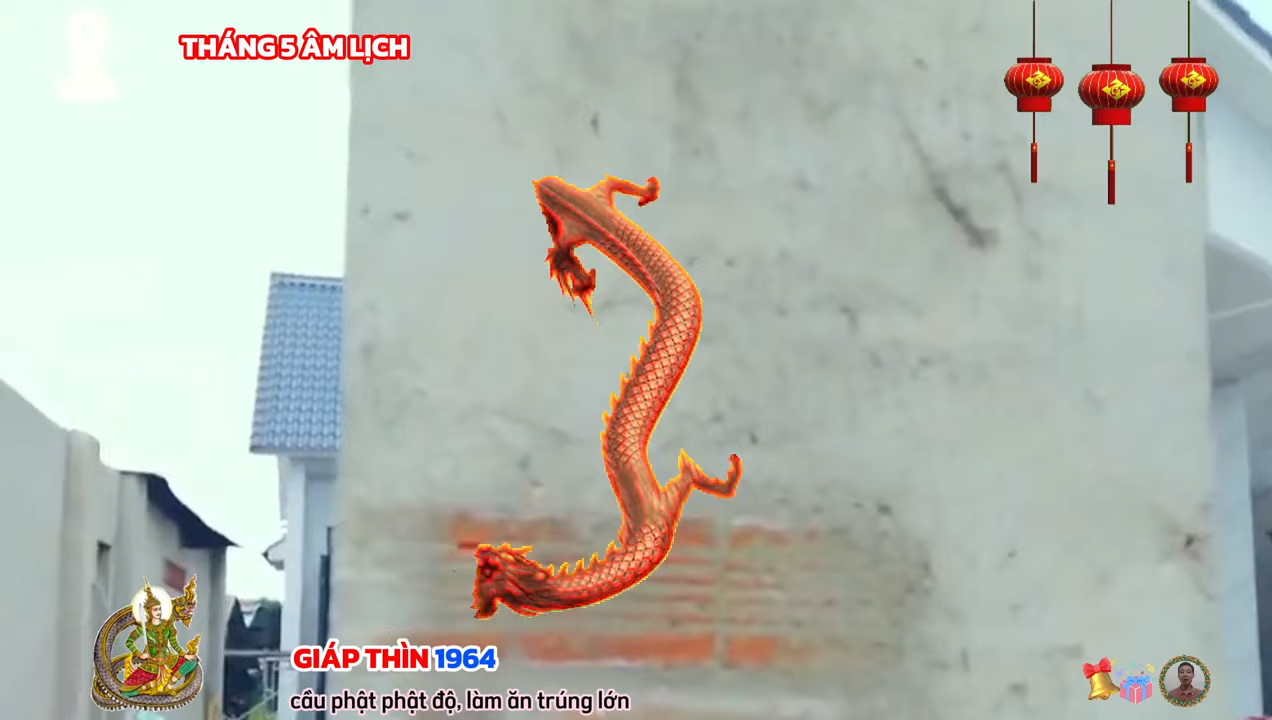 THÁNG 5 ÂM LỊCH
GIÁP THÌN 1964
cầu phật phật độ, làm ăn trúng lớn